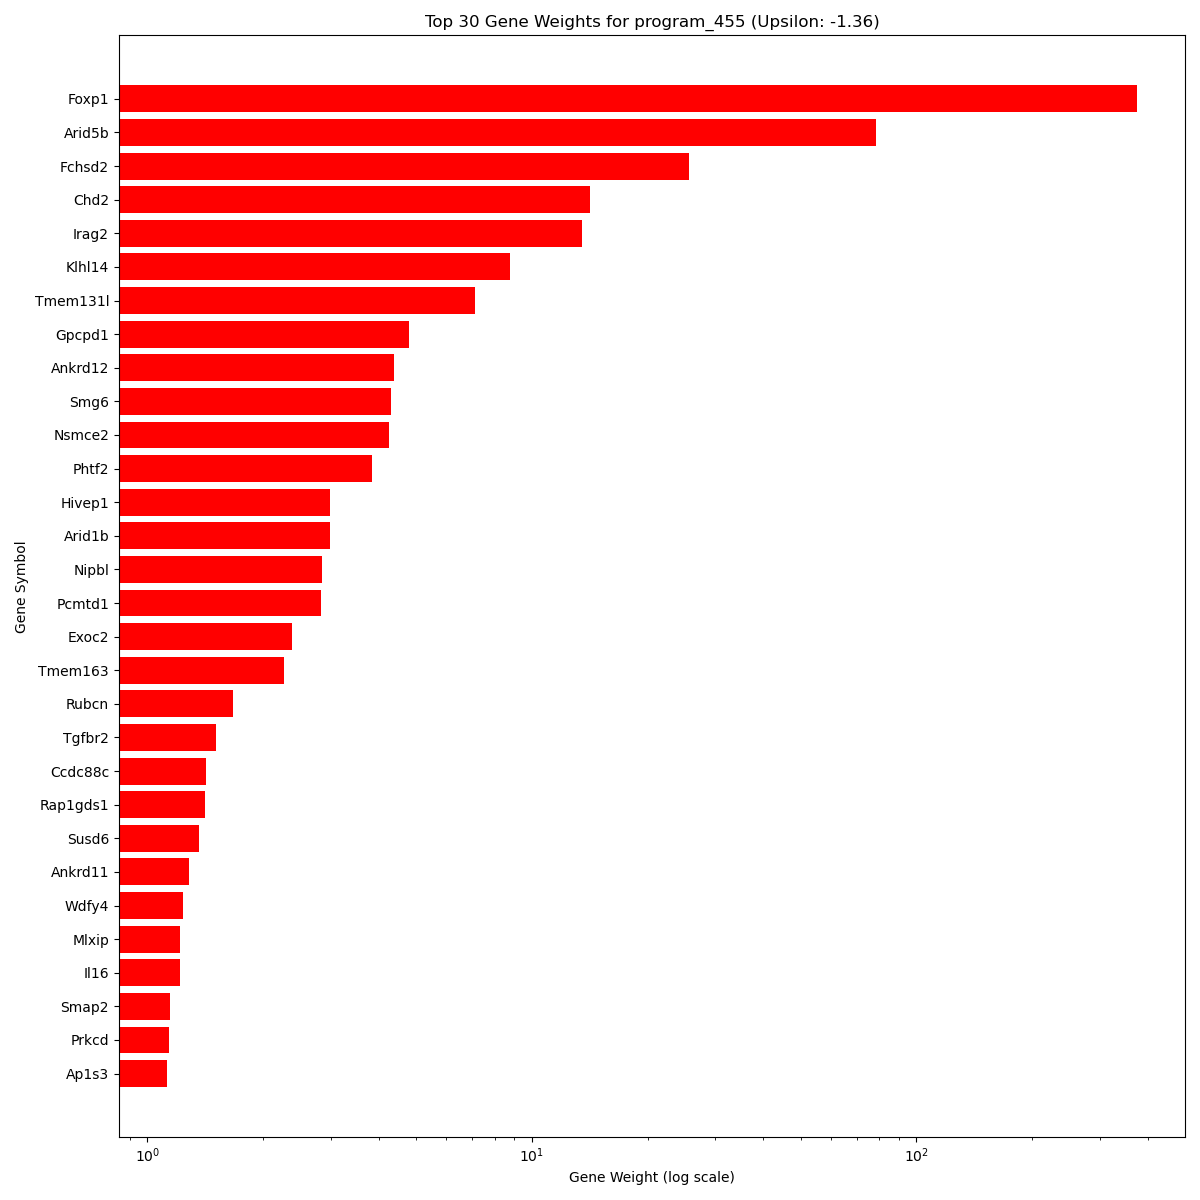 Top 30 Gene Weights for program_455 (Upsilon: -1.36)
Gene Symbol
Foxp1
Arid5b
Fchsd2
Chd2
Irag2
Klhl14
Tmem131l
Gpcpd1
Ankrd12
Smg6
Nsmce2
Phtf2
Hivep1
Arid1b
Nipbl
Pcmtd1
Exoc2
Tmem163
Rubcn
Tgfbr2
Ccdc88c
Rap1gds1
Susd6
Ankrd11
Wdfy4
Mlxip
Il16
Smap2
Prkcd
Ap1s3
10⁰ 10¹ 10²
Gene Weight (log scale)